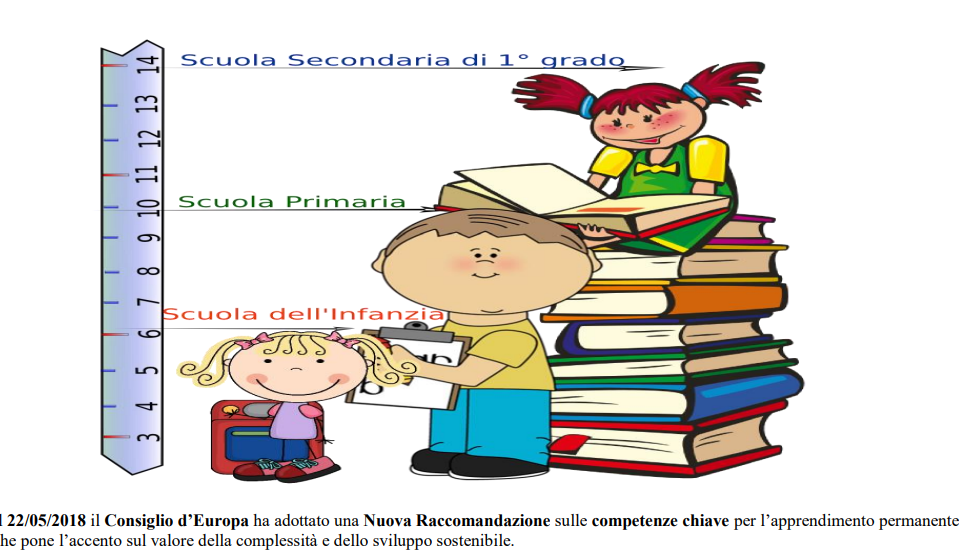 Scuola Secondaria di 1° grado
Scuola Primaria
Scuola dell'Infanzia
14
13
12
11
10
9
8
7
6
5
4
3
b
l 22/05/2018 il Consiglio d’Europa ha adottato una Nuova Raccomandazione sulle competenze chiave per l’apprendimento permanente
he pone l’accento sul valore della complessità e dello sviluppo sostenibile.